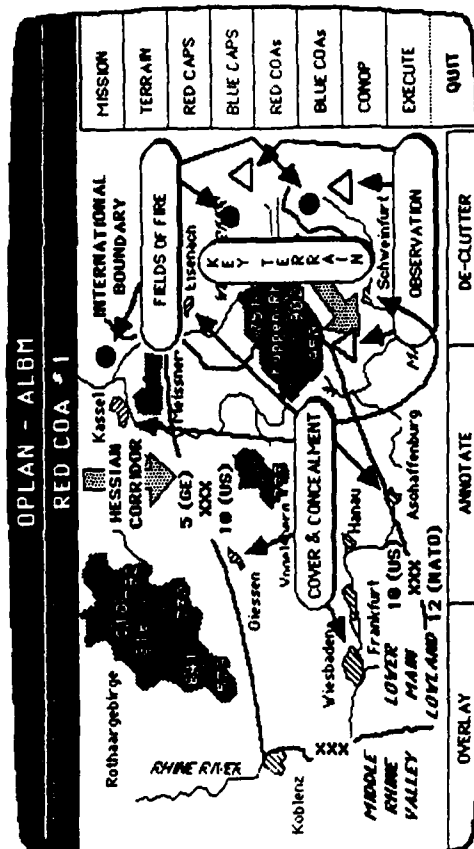 OPLAN - ALBM
RED COA #1
MISSION
TERRAIN
RED CAPS
BLUE CAPS
RED COAs
BLUE COAs
CONOP
EXECUTE
QUIT
INTERNATIONAL
BOUNDARY
FIELDS OF FIRE
Eisenach
KEY TERRAIN
Schweinfurt
OBSERVATION
Kassel
Meissner
HESSIAN
CORRIDOR
5 (GE)
XXX
10 (US)
COVER & CONCEALMENT
Rothaargebirge
Giessen
Hanau
Aschaffenburg
Wiesbaden
Frankfurt
RHINE RIVER
Koblenz
XXX
LOWER
MAIN
LOWLAND
10 (US)
XXX
12 (NATO)
MIDDLE
RHINE
VALLEY
OVERLAY
ANNOTATE
DE-CLUTTER